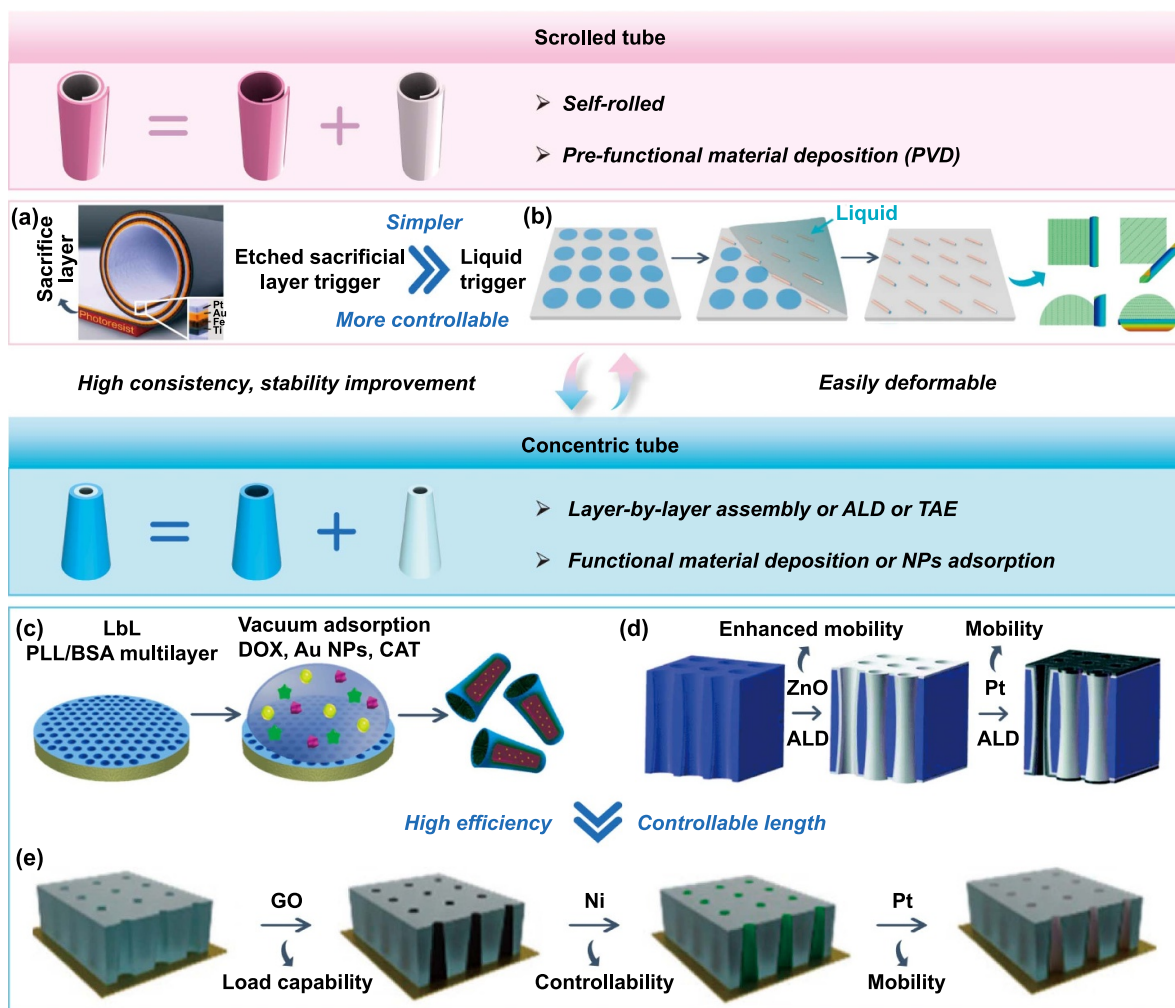 Scrolled tube
➢ Self-rolled
➢ Pre-functional material deposition (PVD)
(a)
Sacrifice
layer
Photoresist
Pt
Au
Fe
Ti
Simpler
Etched sacrificial
layer trigger
Liquid
trigger
More controllable
(b)
Liquid
High consistency, stability improvement
Easily deformable
Concentric tube
➢ Layer-by-layer assembly or ALD or TAE
➢ Functional material deposition or NPs adsorption
(c)
LbL
PLL/BSA multilayer
Vacuum adsorption
DOX, Au NPs, CAT
(d)
Enhanced mobility
Mobility
ZnO
ALD
Pt
ALD
High efficiency
Controllable length
(e)
GO
Load capability
Ni
Controllability
Pt
Mobility